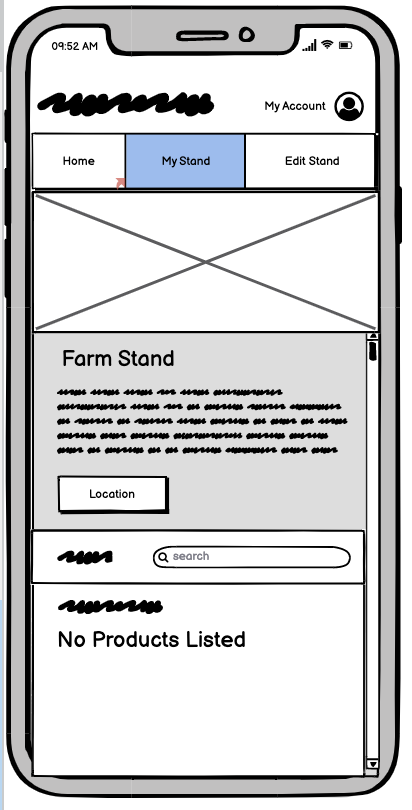 09:52 AM
My Account
Home My Stand Edit Stand
Farm Stand
Location
search
No Products Listed